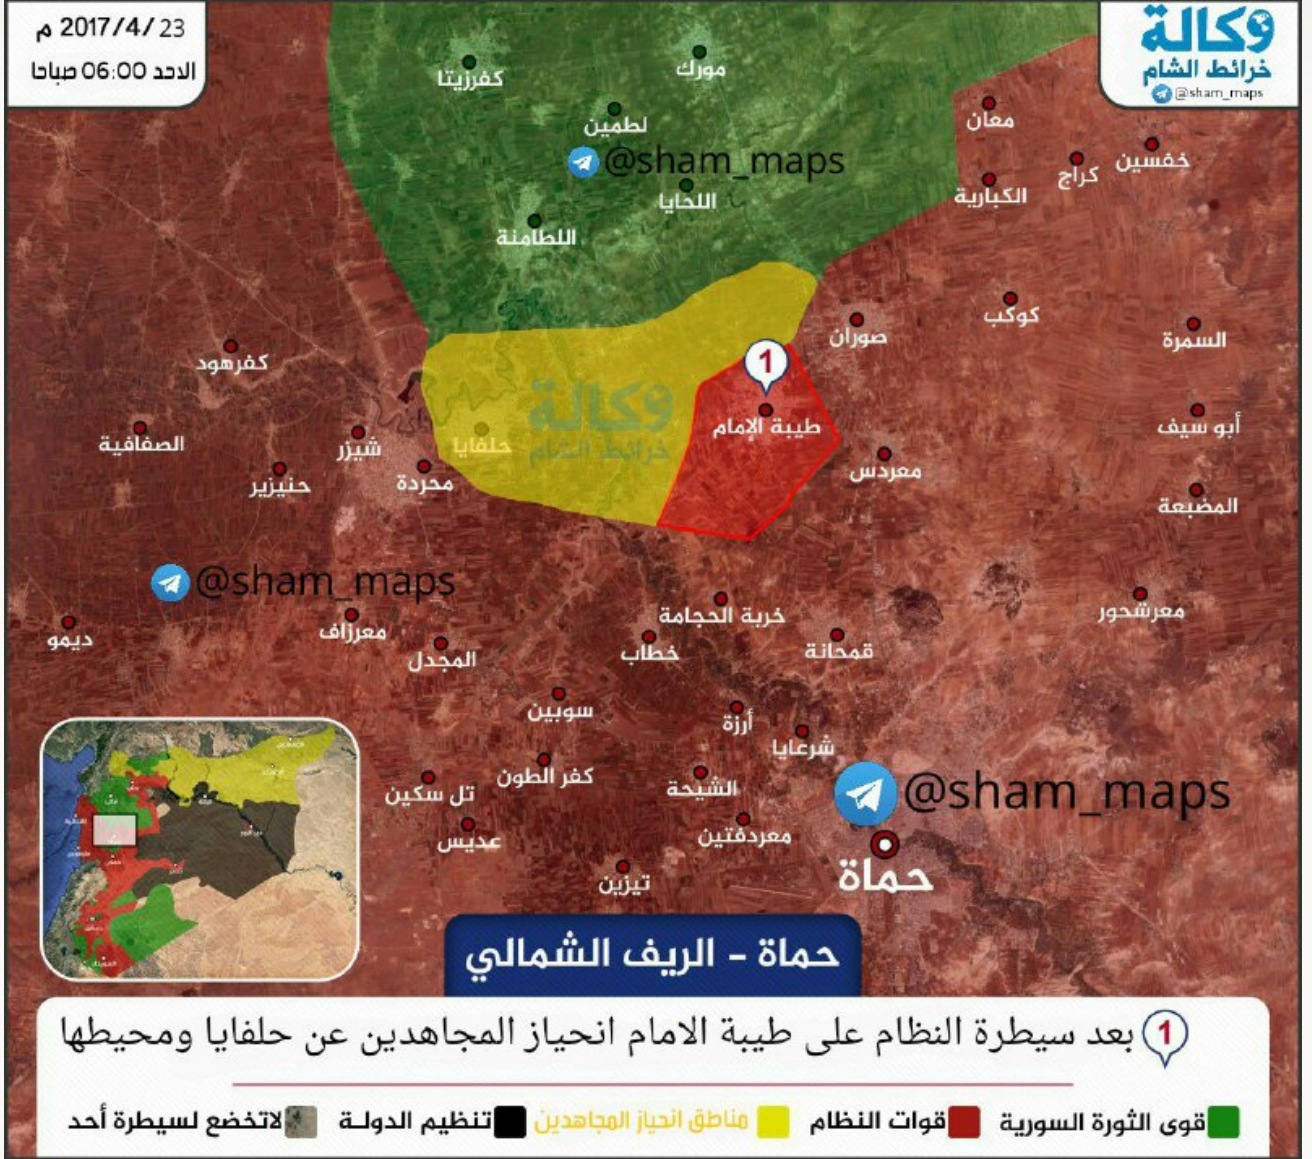 23 /2017/4 م
الاحد 06:00 صباحا
وكالة
خرائط الشام
@sham_maps
كفرزيتا
مورك
لطمين
معان
خفسين
كراج
@sham_maps
الكبارية
اللحايا
اللطامنة
كوكب
السمرة
صوران
كفرهود
1
وكالة
خرائط الشام
أبو سيف
طيبة الإمام
الصفافية
شيزر
حلفايا
معردس
محردة
حنيزير
المضبعة
@sham_maps
معرشحور
خربة الحجامة
ديمو
معرزاف
المجدل
خطاب
قمحانة
سوبين
أرزة
شرعايا
كفر الطون
تل سكين
الشيحة
@sham_maps
معردفتين
عديس
حماة
تيزين
حماة - الريف الشمالي
1 بعد سيطرة النظام على طيبة الامام انحياز المجاهدين عن حلفايا ومحيطها
قوى الثورة السورية قوات النظام مناطق انحياز المجاهدين تنظيم الدولة لاتخضع لسيطرة أحد